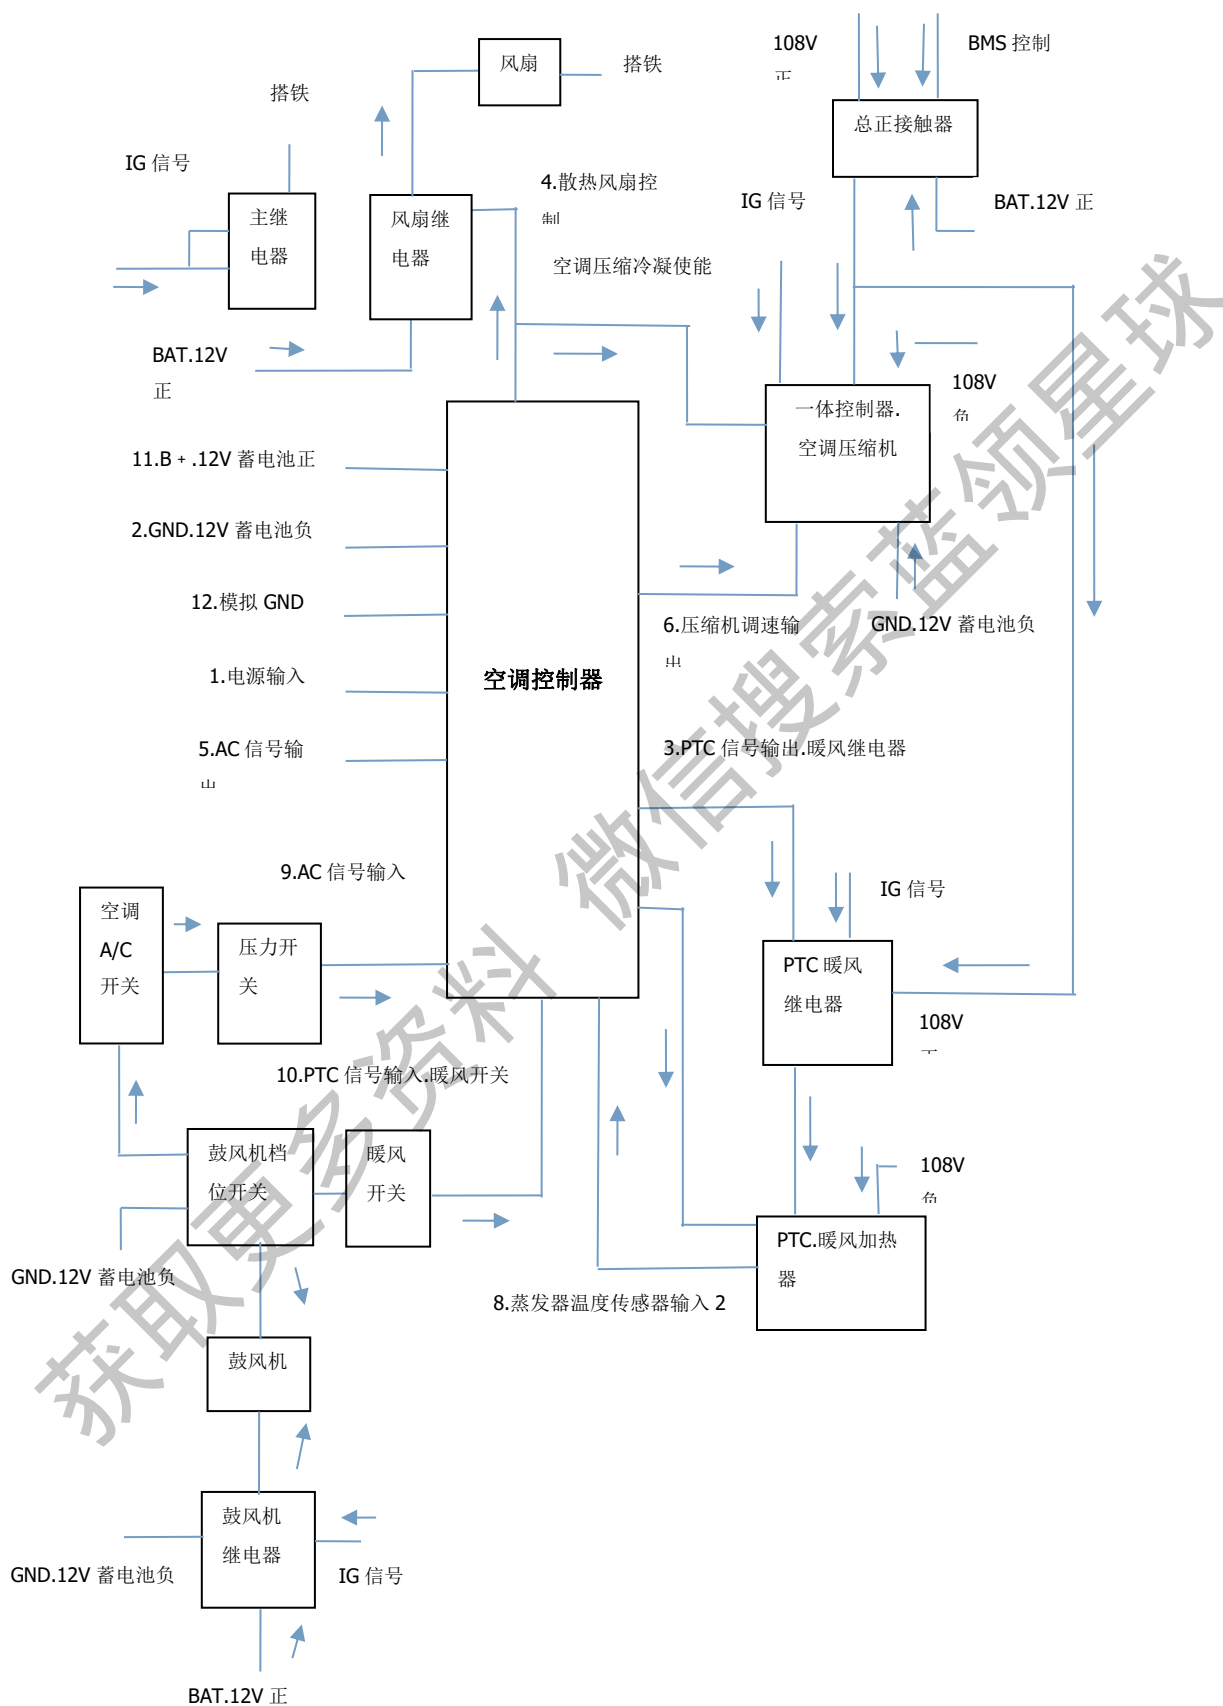 108V
BMS 控制
风扇
搭铁
搭铁
总正接触器
IG 信号
4.散热风扇控
IG 信号
BAT.12V 正
主继
电器
风扇继
电器
空调压缩冷凝使能
BAT.12V
正
108V
一体控制器.
空调压缩机
11.B﹢.12V 蓄电池正
2.GND.12V 蓄电池负
12.模拟 GND
6.压缩机调速输
GND.12V 蓄电池负
1.电源输入
空调控制器
5.AC 信号输
3.PTC 信号输出.暖风继电器
9.AC 信号输入
IG 信号
空调
A/C
开关
压力开
关
PTC 暖风
继电器
108V
10.PTC 信号输入.暖风开关
鼓风机档
位开关
暖风
开关
108V
PTC.暖风加热
器
GND.12V 蓄电池负
8.蒸发器温度传感器输入 2
鼓风机
鼓风机
继电器
GND.12V 蓄电池负
IG 信号
BAT.12V 正
获取更多资料 微信搜索蓝领星球